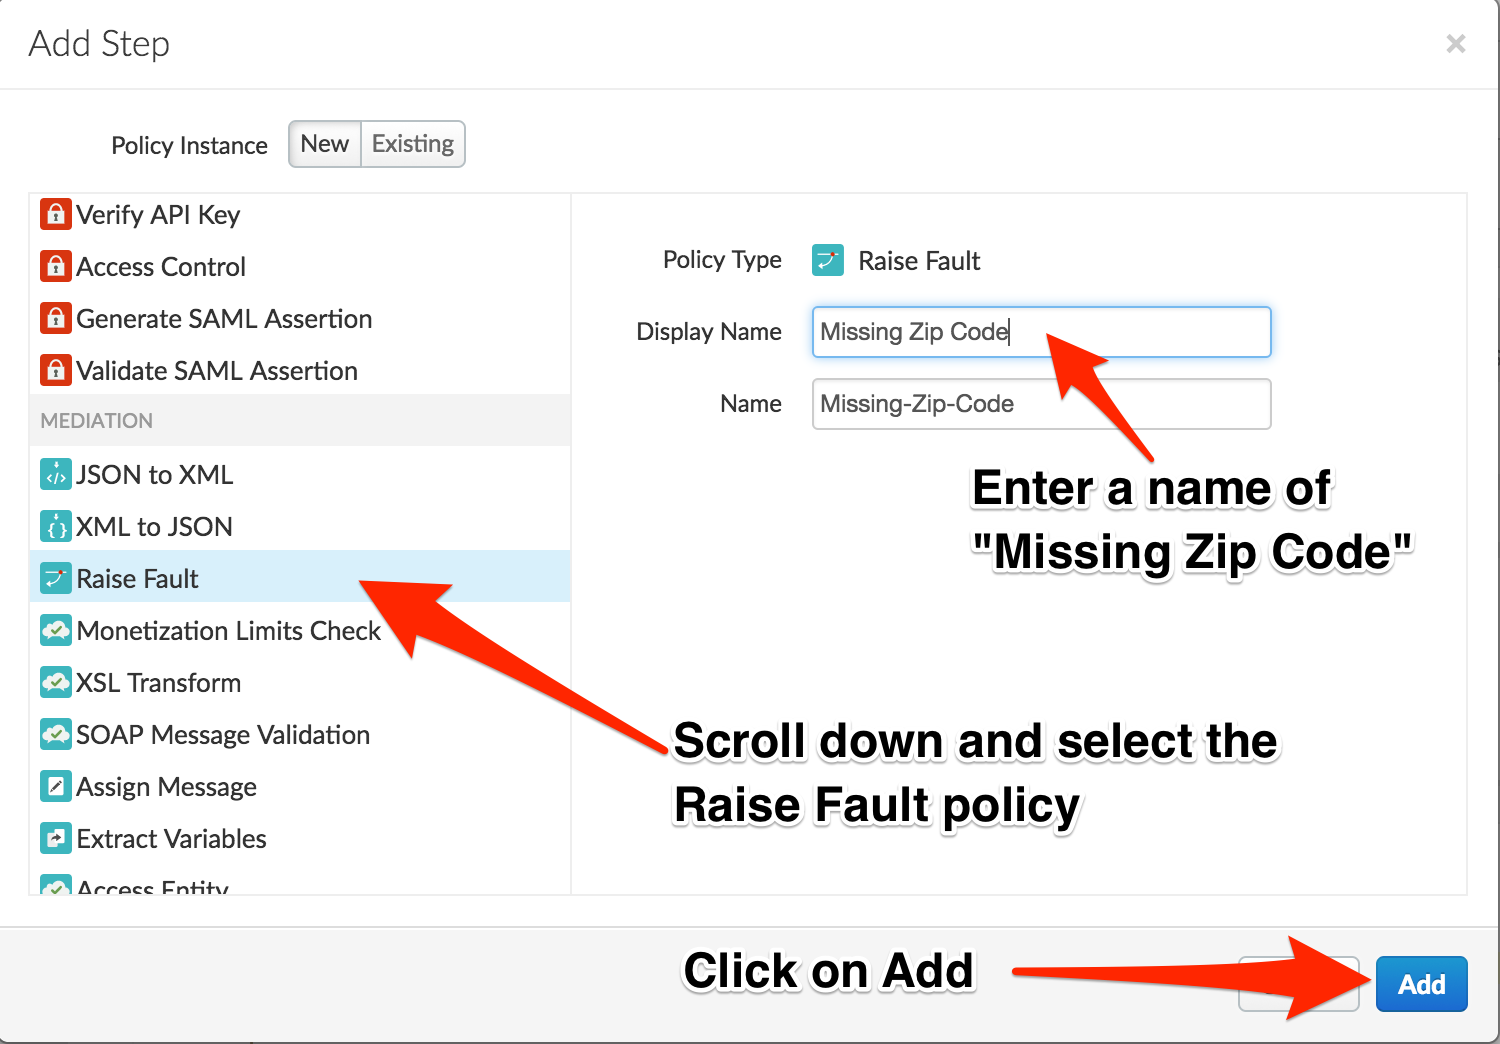 Add Step
×
Policy Instance New Existing
Verify API Key
Access Control
Generate SAML Assertion
Validate SAML Assertion
MEDIATION
JSON to XML
XML to JSON
Raise Fault
Monetization Limits Check
XSL Transform
SOAP Message Validation
Assign Message
Extract Variables
Access Entity
Policy Type Raise Fault
Display Name Missing Zip Code
Name Missing-Zip-Code
Enter a name of
"Missing Zip Code"
Scroll down and select the
Raise Fault policy
Click on Add
Add